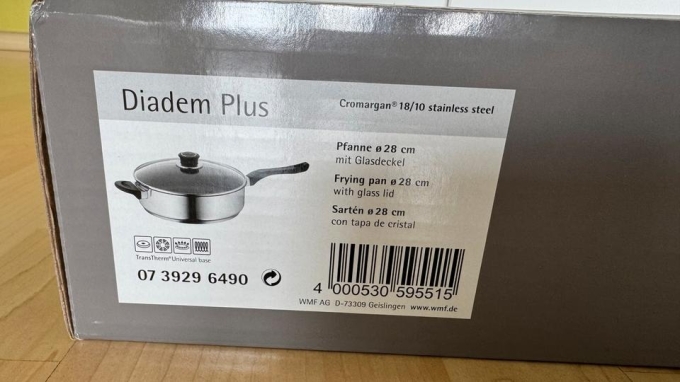 Diadem Plus
Cromargan® 18/10 stainless steel
Pfanne ø 28 cm
mit Glasdeckel
Frying pan ø 28 cm
with glass lid
Sartén ø 28 cm
con tapa de cristal
TransTherm® Universal base
07 3929 6490
4 000530 595515
WMF AG D-73309 Geislingen www.wmf.de